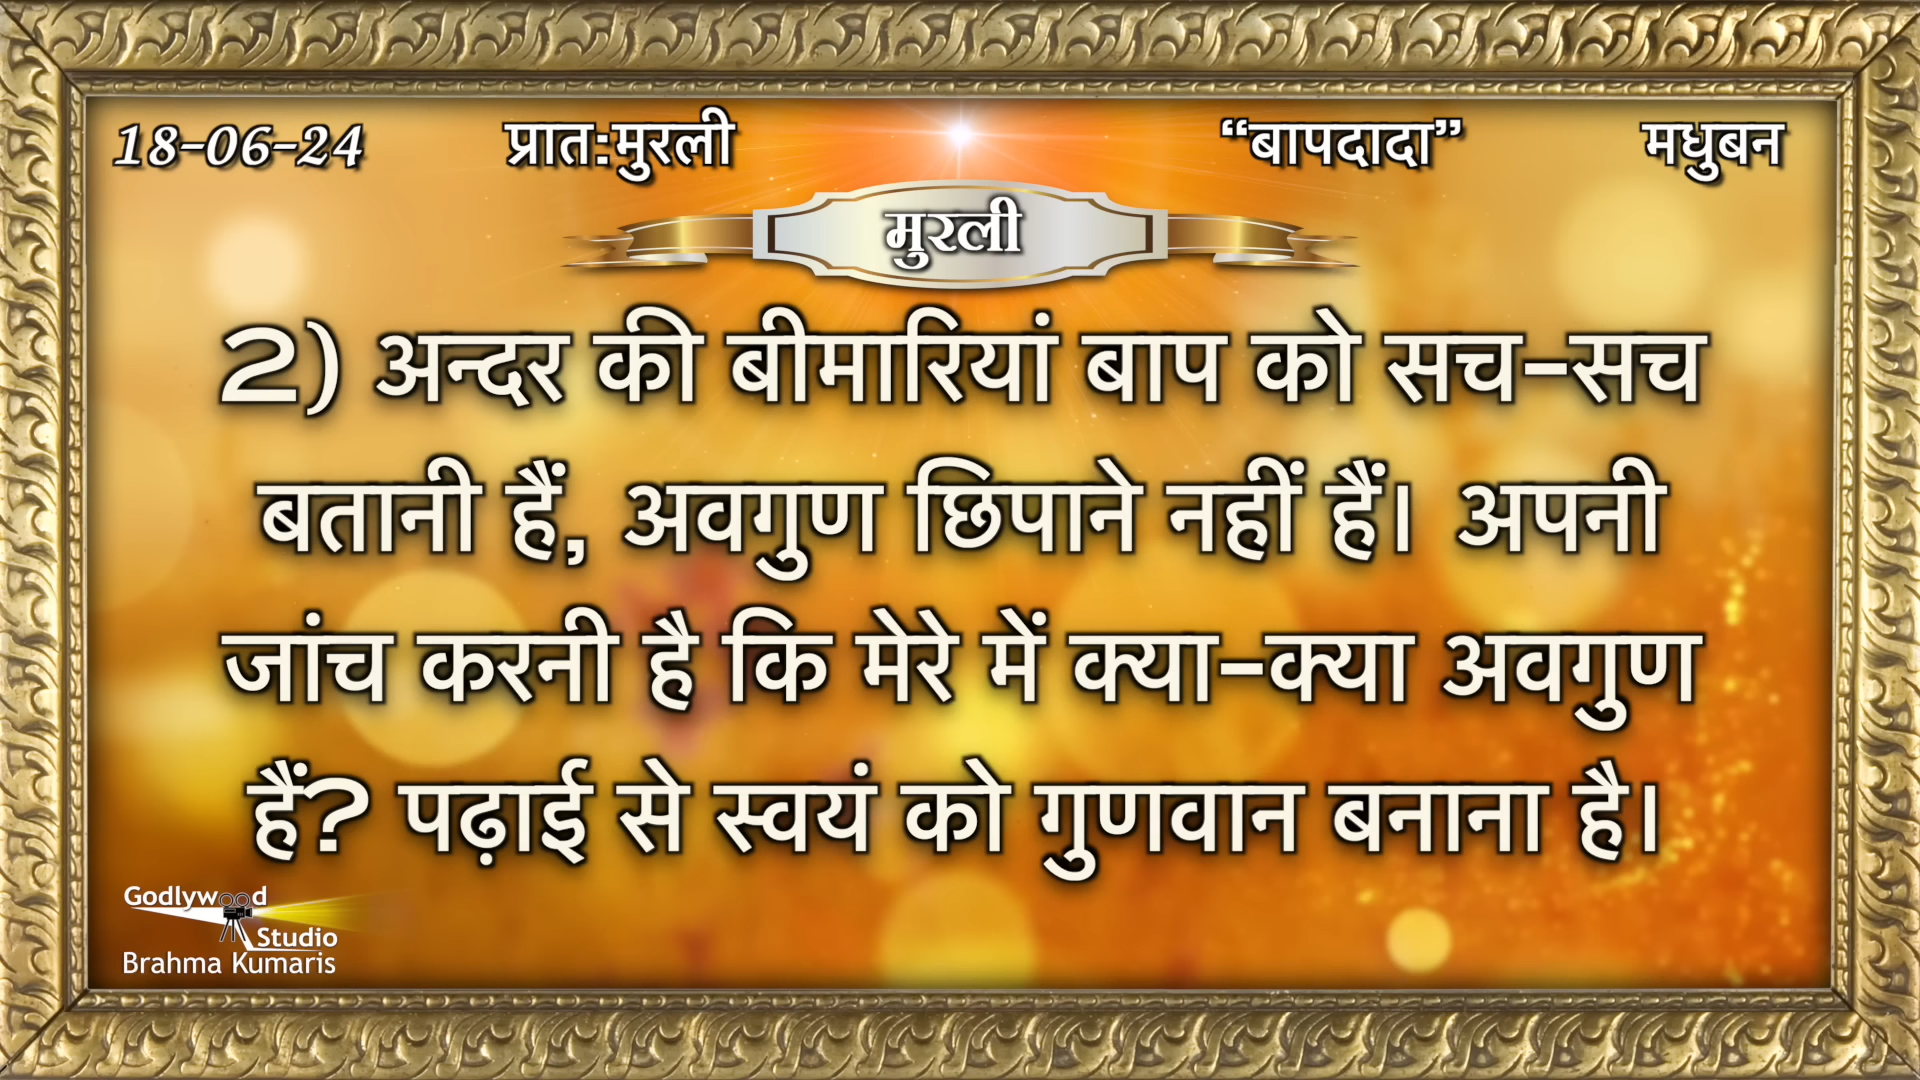 18-06-24 प्रात:मुरली “बापदादा” मधुबन
मुरली
2) अन्दर की बीमारियां बाप को सच-सच
बतानी हैं, अवगुण छिपाने नहीं हैं। अपनी
जांच करनी है कि मेरे में क्या-क्या अवगुण
हैं? पढ़ाई से स्वयं को गुणवान बनाना है।
Godlywood
Studio
Brahma Kumaris